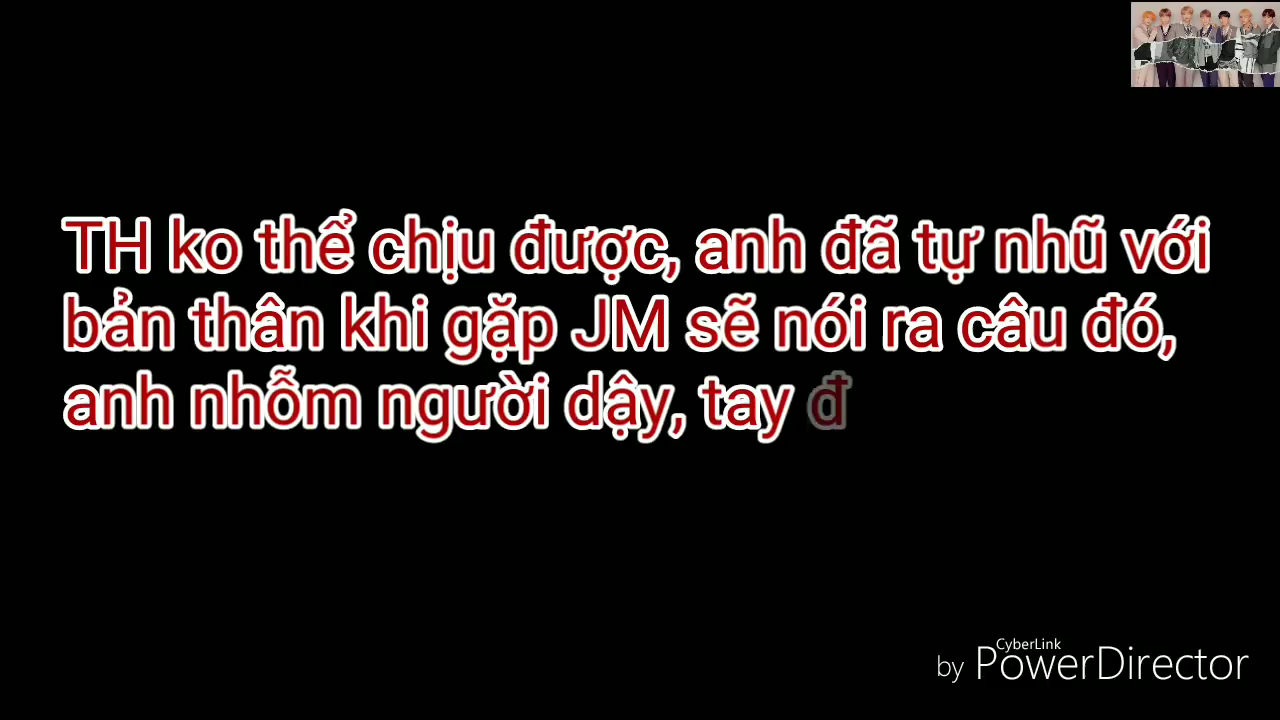 TH ko thể chịu được, anh đã tự nhũ với
bản thân khi gặp JM sẽ nói ra câu đó,
anh nhỗm người dậy, tay đ
CyberLink
by PowerDirector